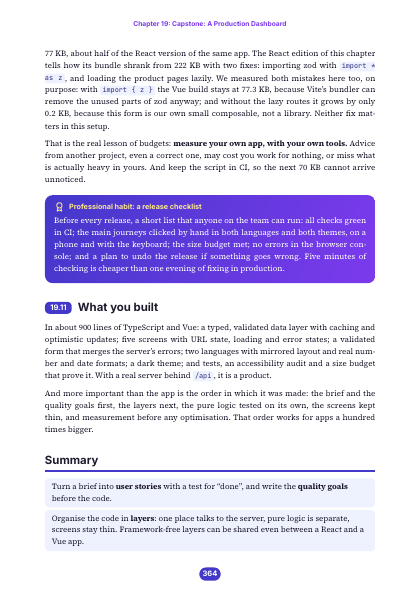 Chapter 19: Capstone: A Production Dashboard
77 KB, about half of the React version of the same app. The React edition of this chapter
tells how its bundle shrank from 222 KB with two fixes: importing zod with import *
as z, and loading the product pages lazily. We measured both mistakes here too, on
purpose: with import { z } the Vue build stays at 77.3 KB, because Vite's bundler can
remove the unused parts of zod anyway; and without the lazy routes it grows by only
0.2 KB, because this form is our own small composable, not a library. Neither fix mat-
ters in this setup.
That is the real lesson of budgets: measure your own app, with your own tools. Advice
from another project, even a correct one, may cost you work for nothing, or miss what
is actually heavy in yours. And keep the script in CI, so the next 70 KB cannot arrive
unnoticed.
Professional habit: a release checklist
Before every release, a short list that anyone on the team can run: all checks green
in CI; the main journeys clicked by hand in both languages and both themes, on a
phone and with the keyboard; the size budget met; no errors in the browser con-
sole; and a plan to undo the release if something goes wrong. Five minutes of
checking is cheaper than one evening of fixing in production.
19.11 What you built
In about 900 lines of TypeScript and Vue: a typed, validated data layer with caching and
optimistic updates; five screens with URL state, loading and error states; a validated
form that merges the server's errors; two languages with mirrored layout and real num-
ber and date formats; a dark theme; and tests, an accessibility audit and a size budget
that prove it. With a real server behind /api, it is a product.
And more important than the app is the order in which it was made: the brief and the
quality goals first, the layers next, the pure logic tested on its own, the screens kept
thin, and measurement before any optimisation. That order works for apps a hundred
times bigger.
Summary
Turn a brief into user stories with a test for “done”, and write the quality goals
before the code.
Organise the code in layers: one place talks to the server, pure logic is separate,
screens stay thin. Framework-free layers can be shared even between a React and a
Vue app.
364